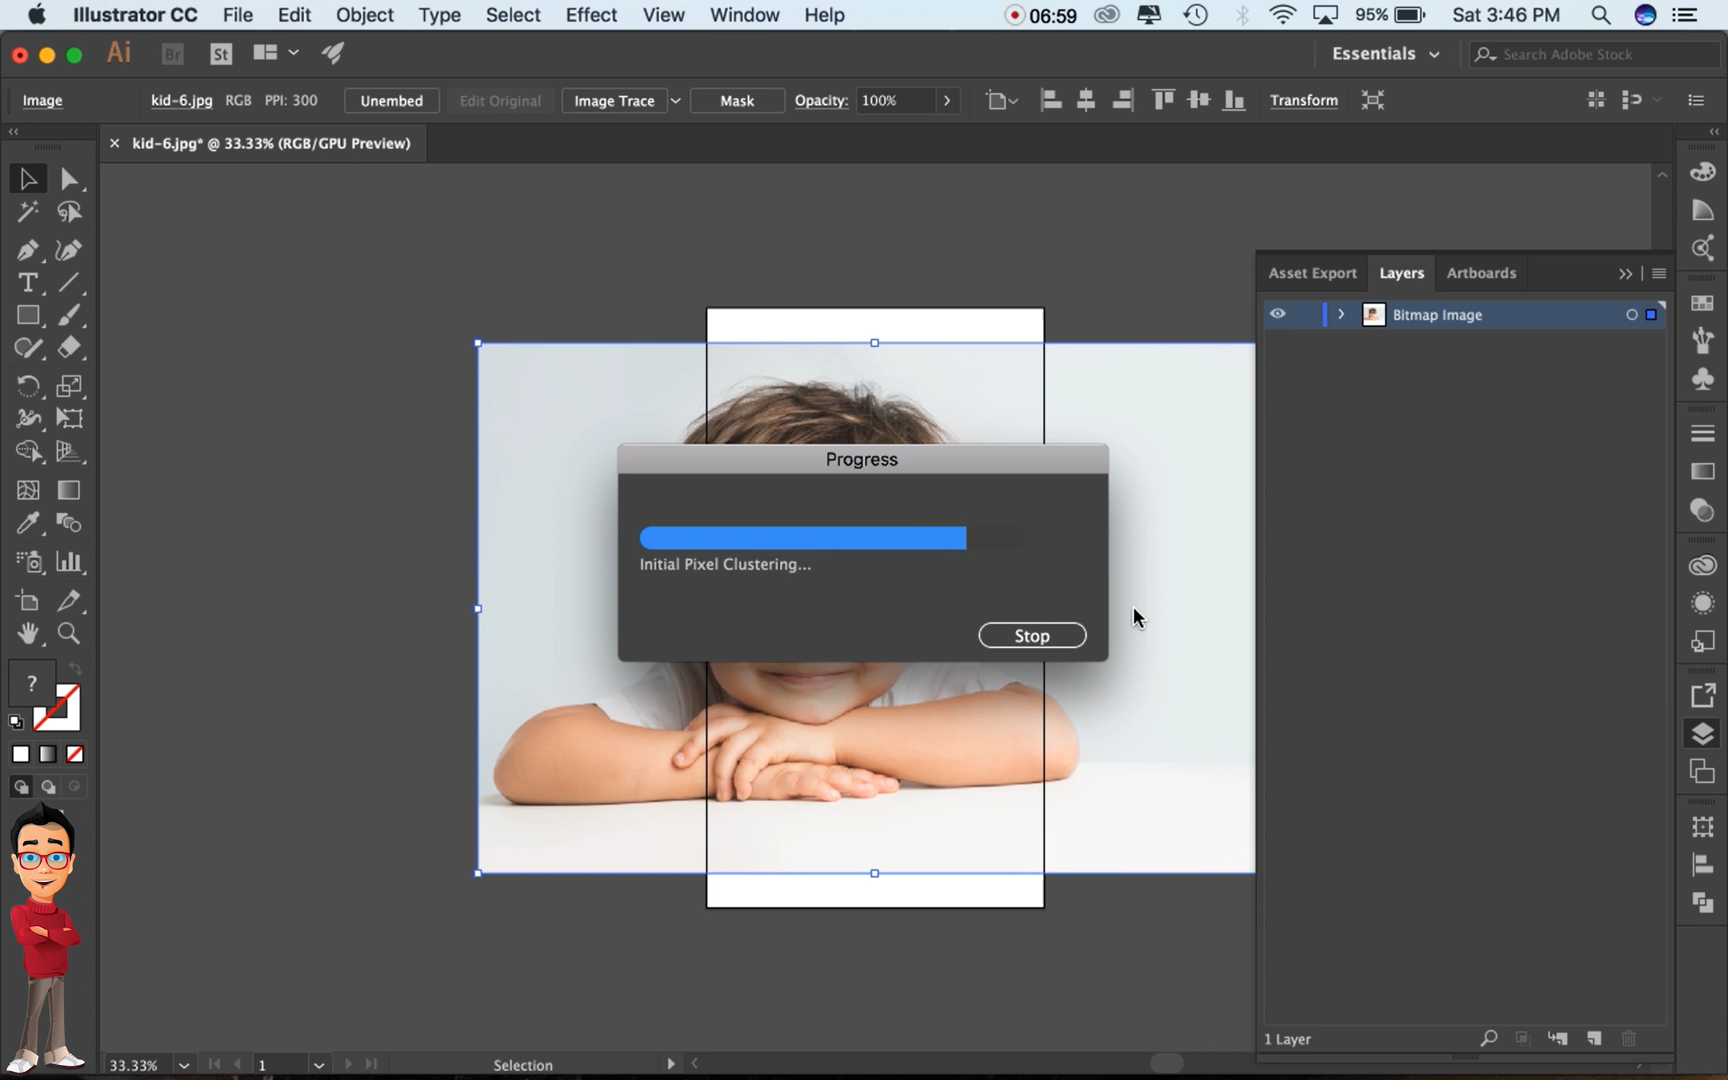 Illustrator CC File Edit Object Type Select Effect View Window Help 06:59 95% Sat 3:46 PM
Ai Br St Essentials Search Adobe Stock
Image kid-6.jpg RGB PPI: 300 Unembed Edit Original Image Trace Mask Opacity: 100% Transform
kid-6.jpg* @ 33.33% (RGB/GPU Preview)
Asset Export Layers Artboards
Bitmap Image
Progress
Initial Pixel Clustering...
Stop
?
1 Layer
33.33% 1 Selection